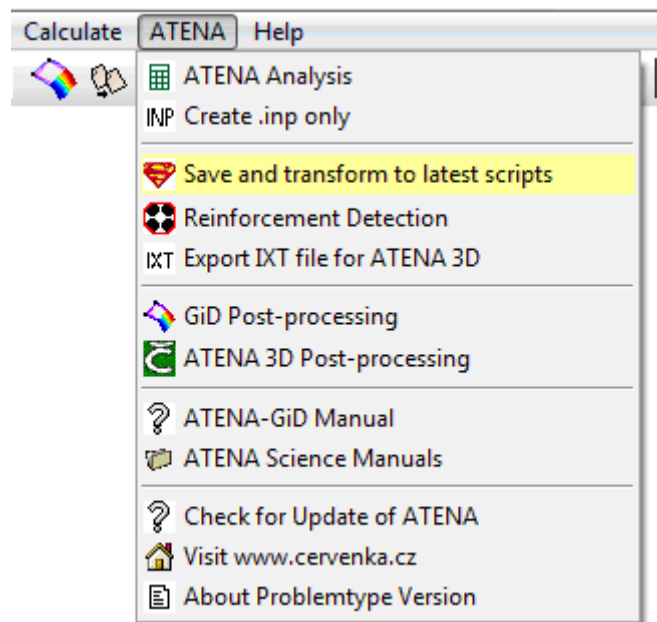 Calculate ATENA Help
ATENA Analysis
INP Create .inp only
Save and transform to latest scripts
Reinforcement Detection
IXT Export IXT file for ATENA 3D
GiD Post-processing
ATENA 3D Post-processing
ATENA-GiD Manual
ATENA Science Manuals
Check for Update of ATENA
Visit www.cervenka.cz
About Problemtype Version